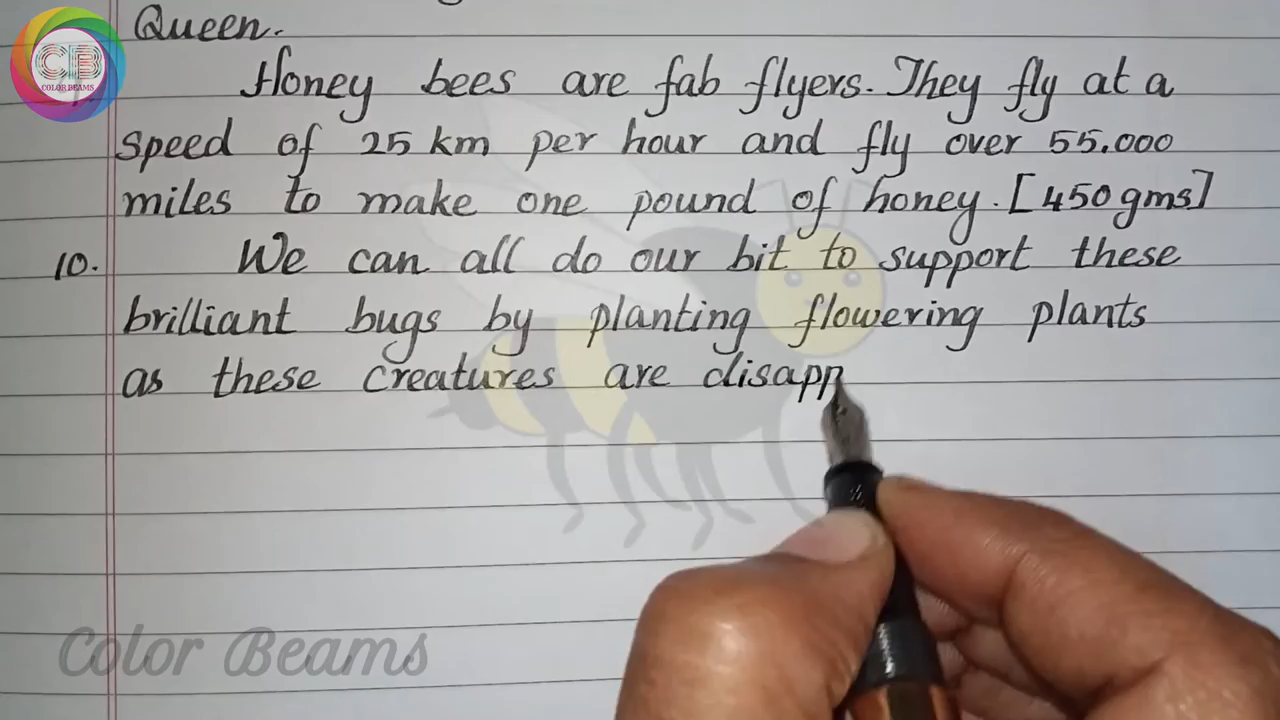 Queen.
CB
COLOR BEAMS
Honey bees are fab flyers. They fly at a
speed of 25 km per hour and fly over 55.000
miles to make one pound of honey. [450 gms]
10. We can all do our bit to support these
brilliant bugs by planting flowering plants
as these creatures are disapp
Color Beams